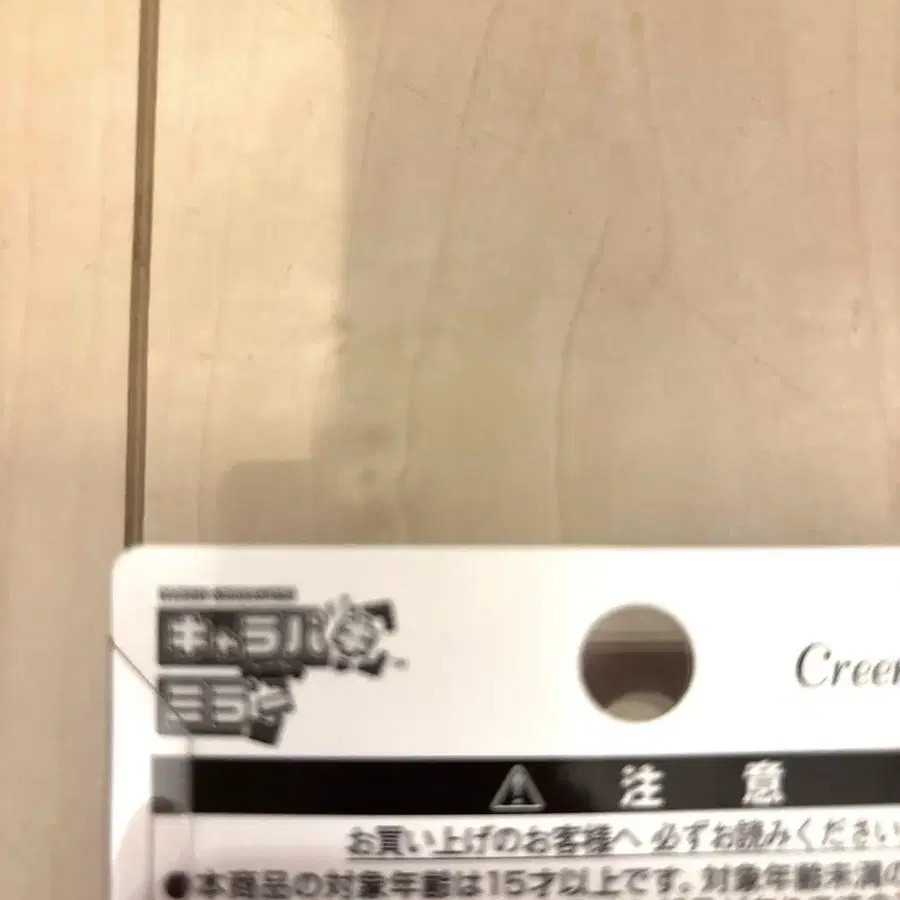 キャラバ
ミラー
Creer
注意
お買い上げのお客様へ 必ずお読みください
●本商品の対象年齢は15才以上です。対象年齢未満の